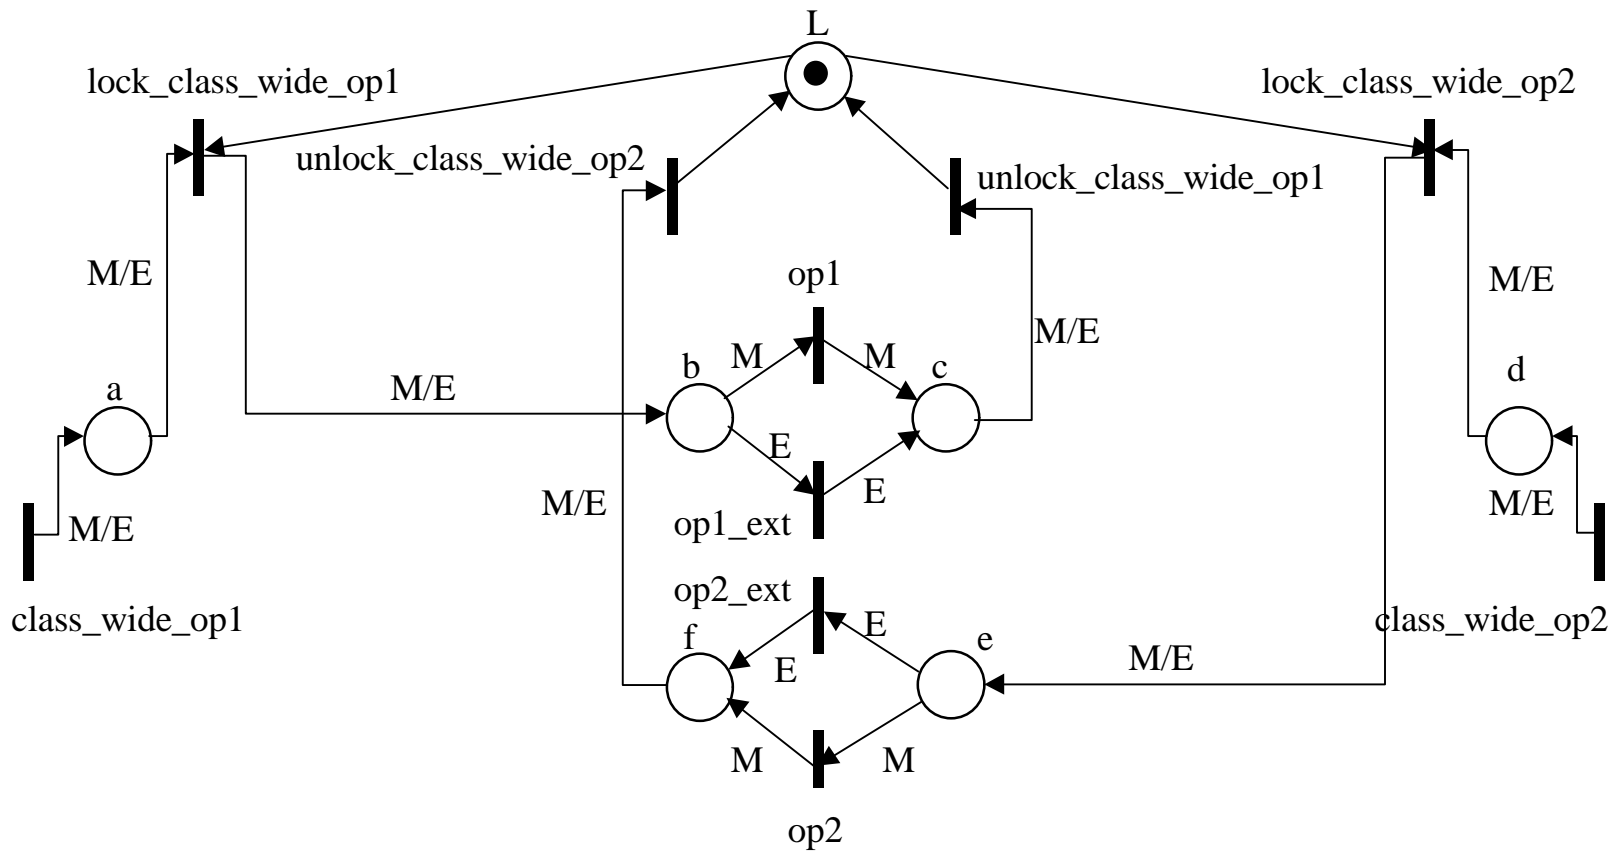 L
lock_class_wide_op1
lock_class_wide_op2
unlock_class_wide_op2
unlock_class_wide_op1
M/E
op1
M/E
M/E
b
M
M
c
a
M/E
d
E
M/E
E
M/E
M/E
op1_ext
class_wide_op1
op2_ext
E
class_wide_op2
f
e
E
M/E
M
M
op2